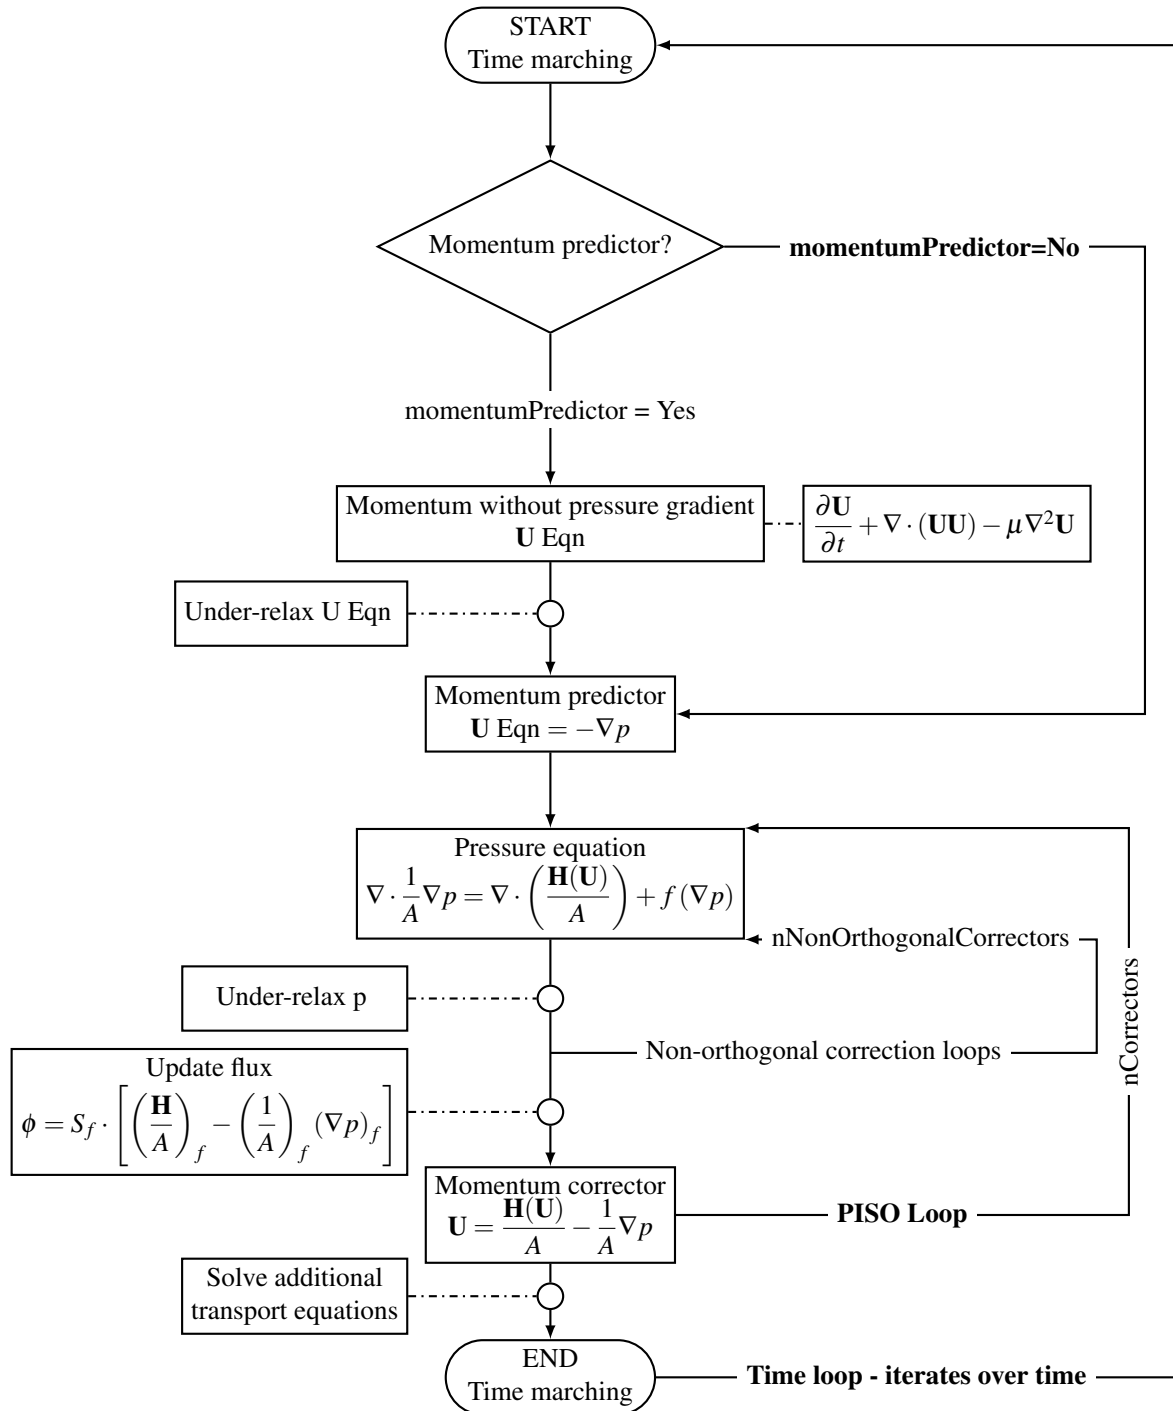 START
Time marching
Momentum predictor?
momentumPredictor=No
momentumPredictor = Yes
Momentum without pressure gradient
𝐔 Eqn
∂𝐔/∂t + ∇ · (𝐔𝐔) − μ∇²𝐔
Under-relax U Eqn
Momentum predictor
𝐔 Eqn = −∇p
Pressure equation
∇ · 1/A ∇p = ∇ · (𝐇(𝐔)/A) + f (∇p)
nNonOrthogonalCorrectors
nCorrectors
Under-relax p
Non-orthogonal correction loops
Update flux
ϕ = S_f · [(𝐇/A)_f − (1/A)_f (∇p)_f]
Momentum corrector
𝐔 = 𝐇(𝐔)/A − 1/A ∇p
PISO Loop
Solve additional
transport equations
END
Time marching
Time loop - iterates over time